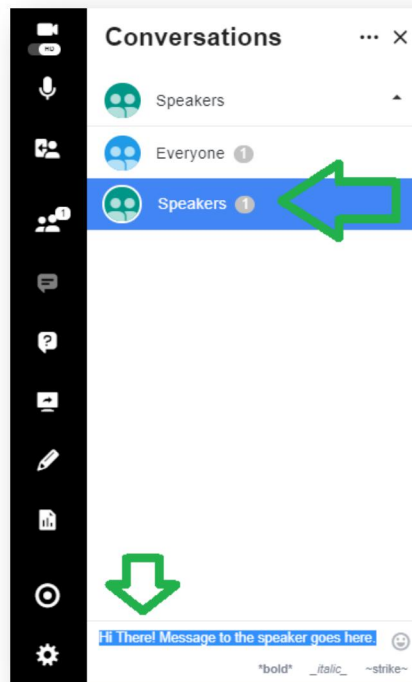 Conversations
HD
Speakers
Everyone 1
Speakers 1
1
Hi There! Message to the speaker goes here.
*bold* _italic_ ~strike~